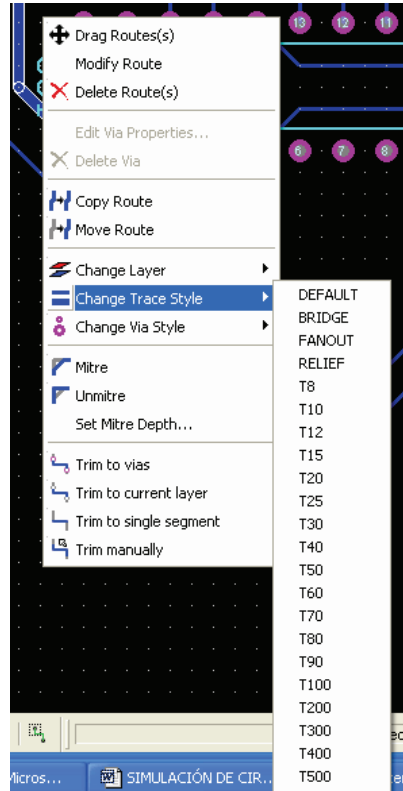 13 12 11
Drag Routes(s)
Modify Route
Delete Route(s)
Edit Via Properties...
Delete Via
6 7 8
Copy Route
Move Route
Change Layer
Change Trace Style
Change Via Style
Mitre
Unmitre
Set Mitre Depth...
Trim to vias
Trim to current layer
Trim to single segment
Trim manually
DEFAULT
BRIDGE
FANOUT
RELIEF
T8
T10
T12
T15
T20
T25
T30
T40
T50
T60
T70
T80
T90
T100
T200
T300
T400
T500
Micros...
SIMULACIÓN DE CIR...